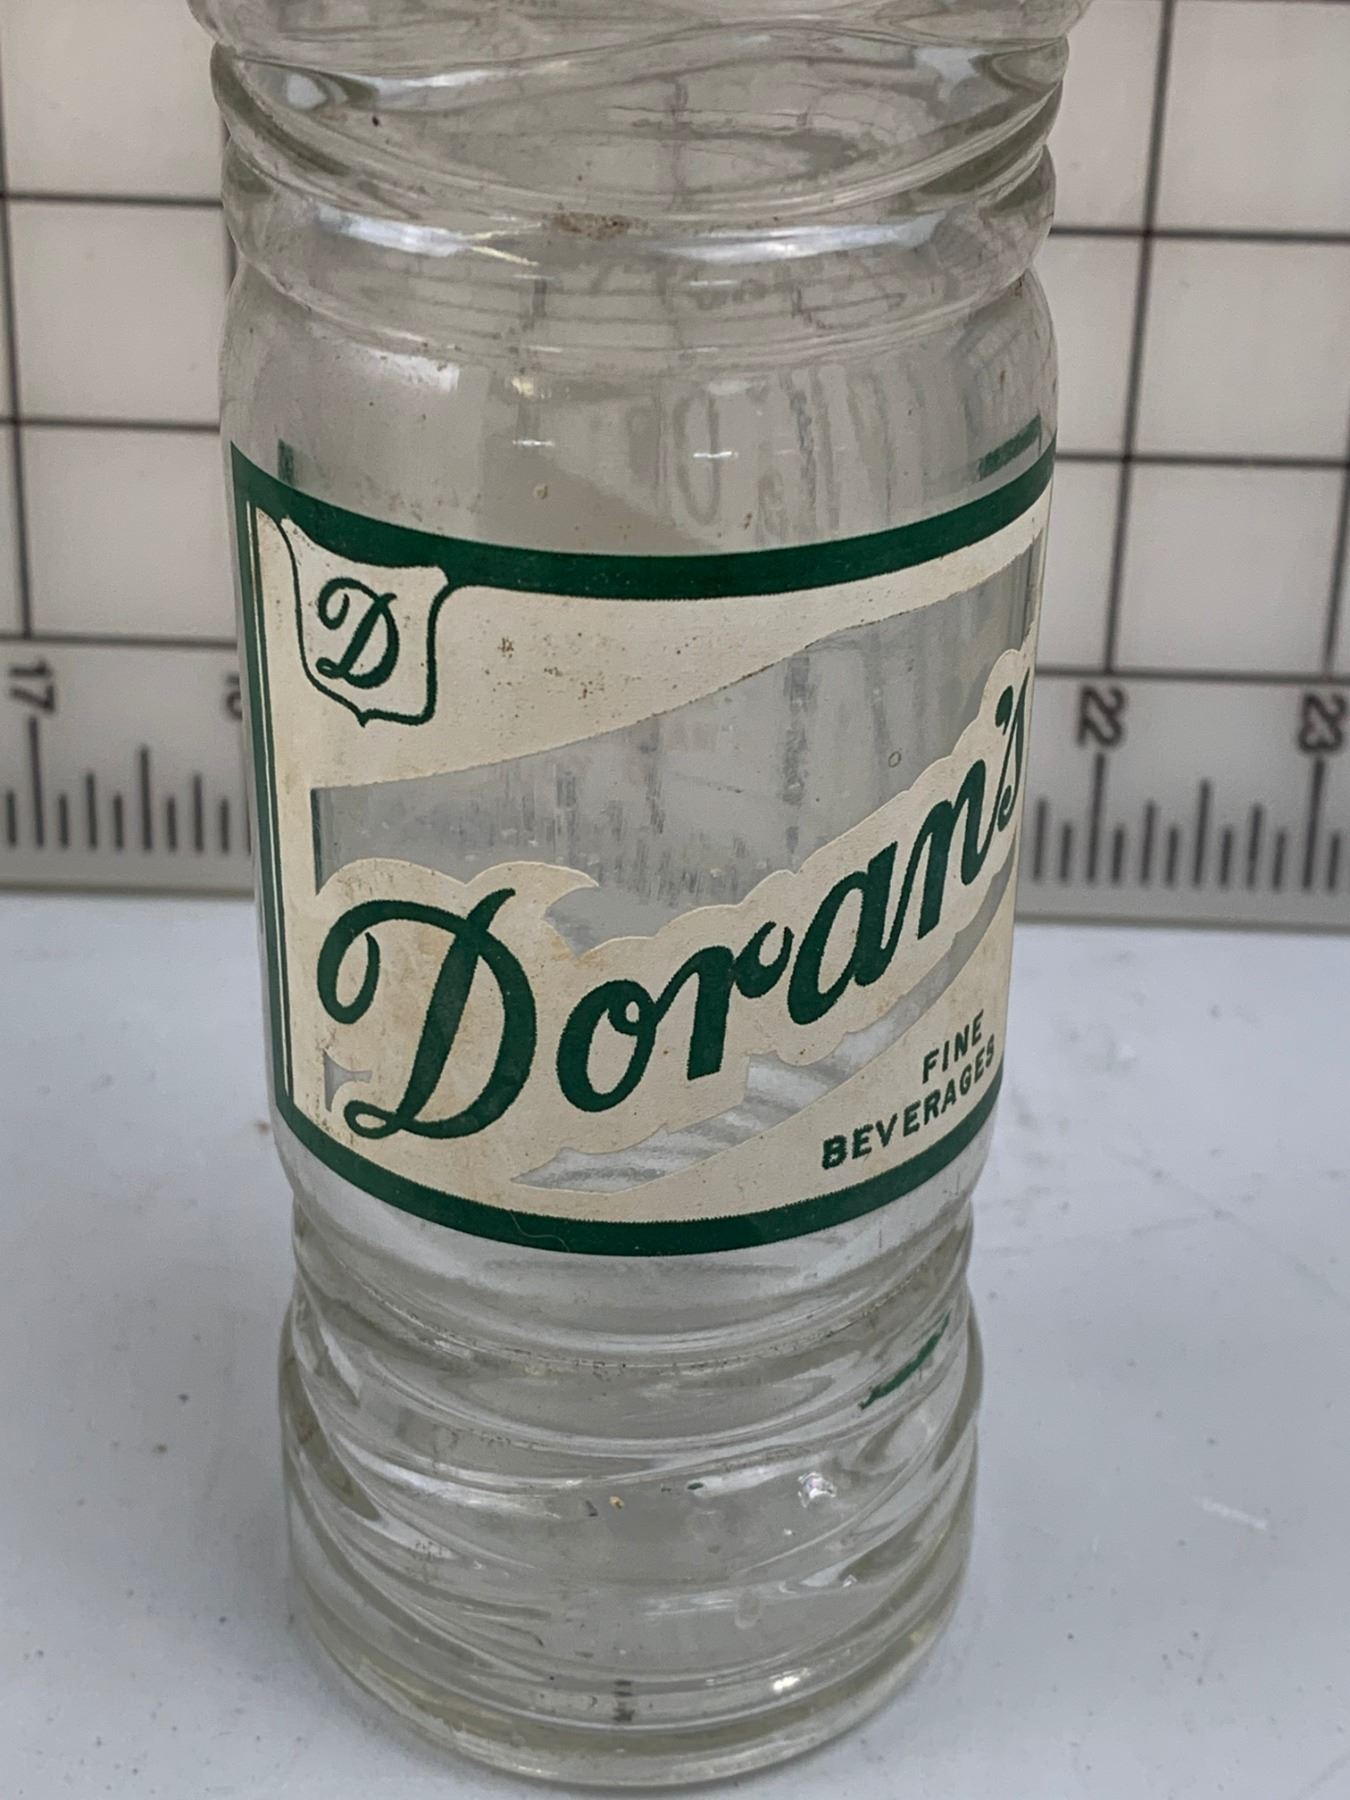 D
Doran's
FINE
BEVERAGES
17
22
23